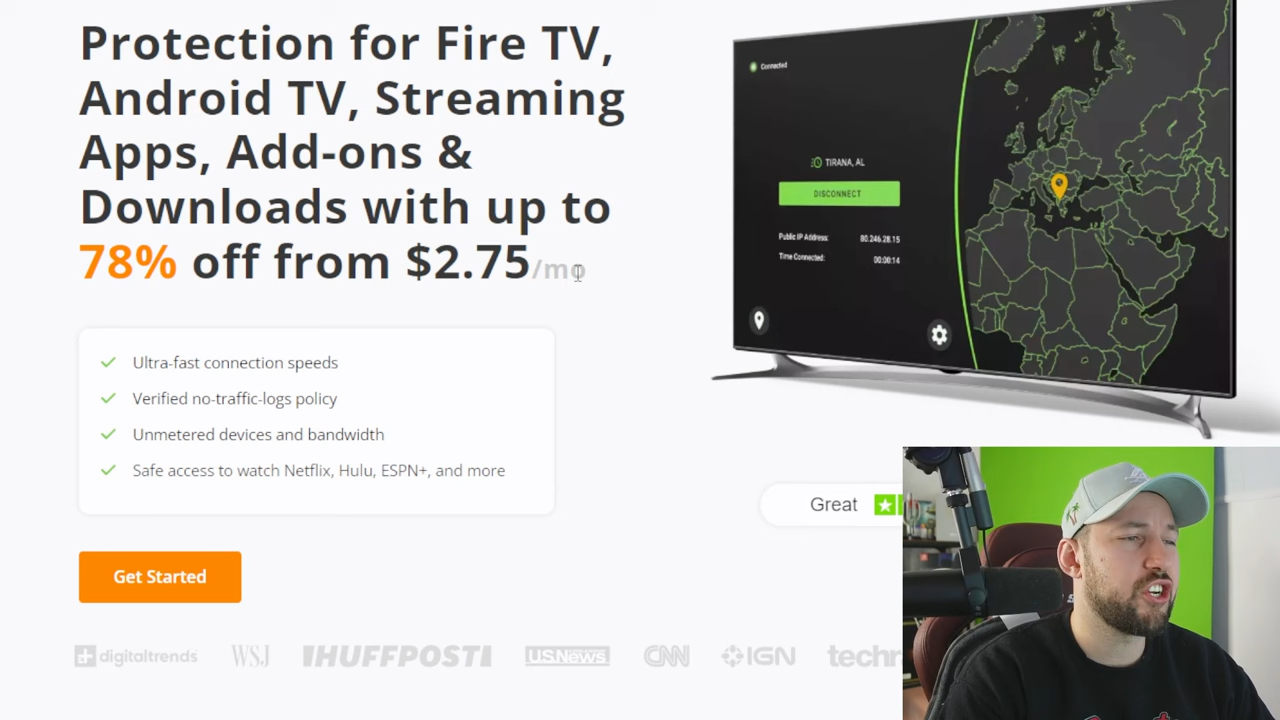 Protection for Fire TV,
Android TV, Streaming
Apps, Add-ons &
Downloads with up to
78% off from $2.75/mo
Connected
TIRANA, AL
DISCONNECT
Public IP Address: 80.246.28.15
Time Connected: 00:00:14
Ultra-fast connection speeds
Verified no-traffic-logs policy
Unmetered devices and bandwidth
Safe access to watch Netflix, Hulu, ESPN+, and more
Great
Get Started
digitaltrends WSJ HUFFPOST U.S.News CNN IGN techr